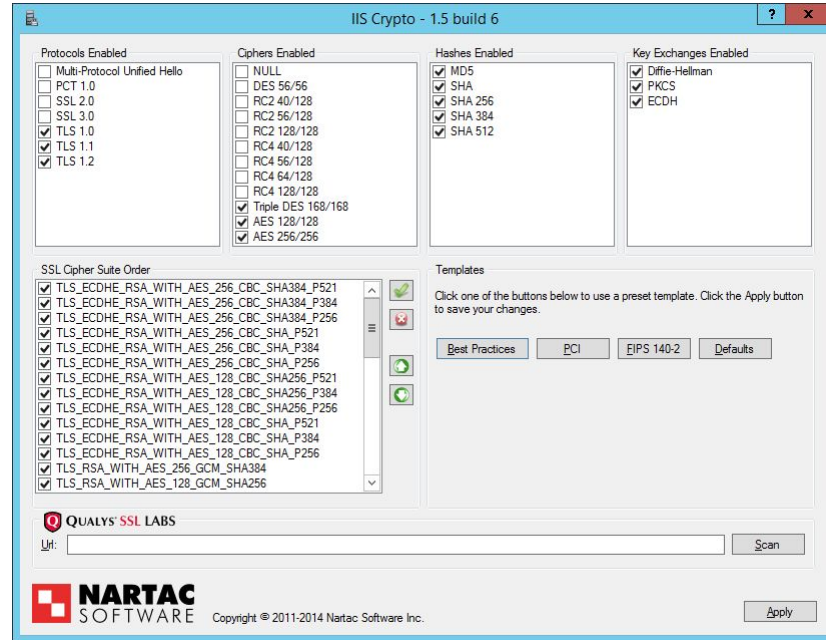 IIS Crypto - 1.5 build 6
? x
Protocols Enabled
Multi-Protocol Unified Hello
PCT 1.0
SSL 2.0
SSL 3.0
TLS 1.0
TLS 1.1
TLS 1.2
Ciphers Enabled
NULL
DES 56/56
RC2 40/128
RC2 56/128
RC2 128/128
RC4 40/128
RC4 56/128
RC4 64/128
RC4 128/128
Triple DES 168/168
AES 128/128
AES 256/256
Hashes Enabled
MD5
SHA
SHA 256
SHA 384
SHA 512
Key Exchanges Enabled
Diffie-Hellman
PKCS
ECDH
SSL Cipher Suite Order
TLS_ECDHE_RSA_WITH_AES_256_CBC_SHA384_P521
TLS_ECDHE_RSA_WITH_AES_256_CBC_SHA384_P384
TLS_ECDHE_RSA_WITH_AES_256_CBC_SHA384_P256
TLS_ECDHE_RSA_WITH_AES_256_CBC_SHA_P521
TLS_ECDHE_RSA_WITH_AES_256_CBC_SHA_P384
TLS_ECDHE_RSA_WITH_AES_256_CBC_SHA_P256
TLS_ECDHE_RSA_WITH_AES_128_CBC_SHA256_P521
TLS_ECDHE_RSA_WITH_AES_128_CBC_SHA256_P384
TLS_ECDHE_RSA_WITH_AES_128_CBC_SHA256_P256
TLS_ECDHE_RSA_WITH_AES_128_CBC_SHA_P521
TLS_ECDHE_RSA_WITH_AES_128_CBC_SHA_P384
TLS_ECDHE_RSA_WITH_AES_128_CBC_SHA_P256
TLS_RSA_WITH_AES_256_GCM_SHA384
TLS_RSA_WITH_AES_128_GCM_SHA256
Templates
Click one of the buttons below to use a preset template. Click the Apply button
to save your changes.
Best Practices PCI FIPS 140-2 Defaults
Q QUALYS' SSL LABS
Url: Scan
NARTAC
SOFTWARE Copyright © 2011-2014 Nartac Software Inc.
Apply